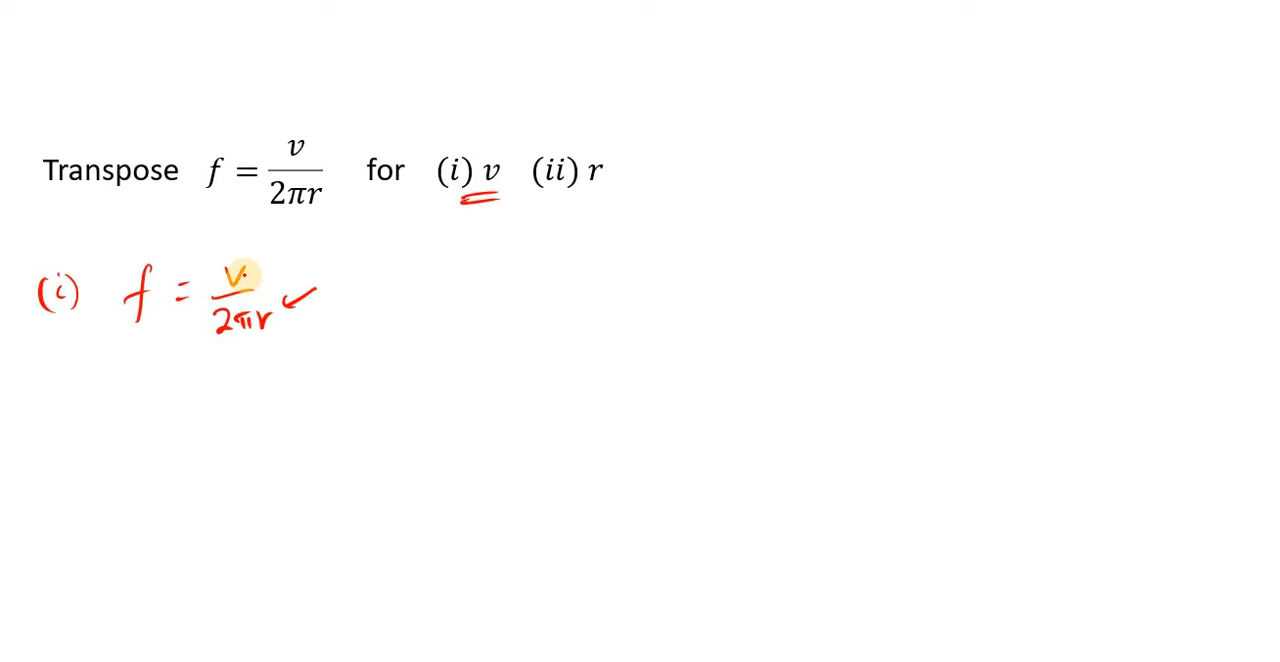 Transpose f = v/2πr for (i) v (ii) r
(i) f = v/2πr ✓